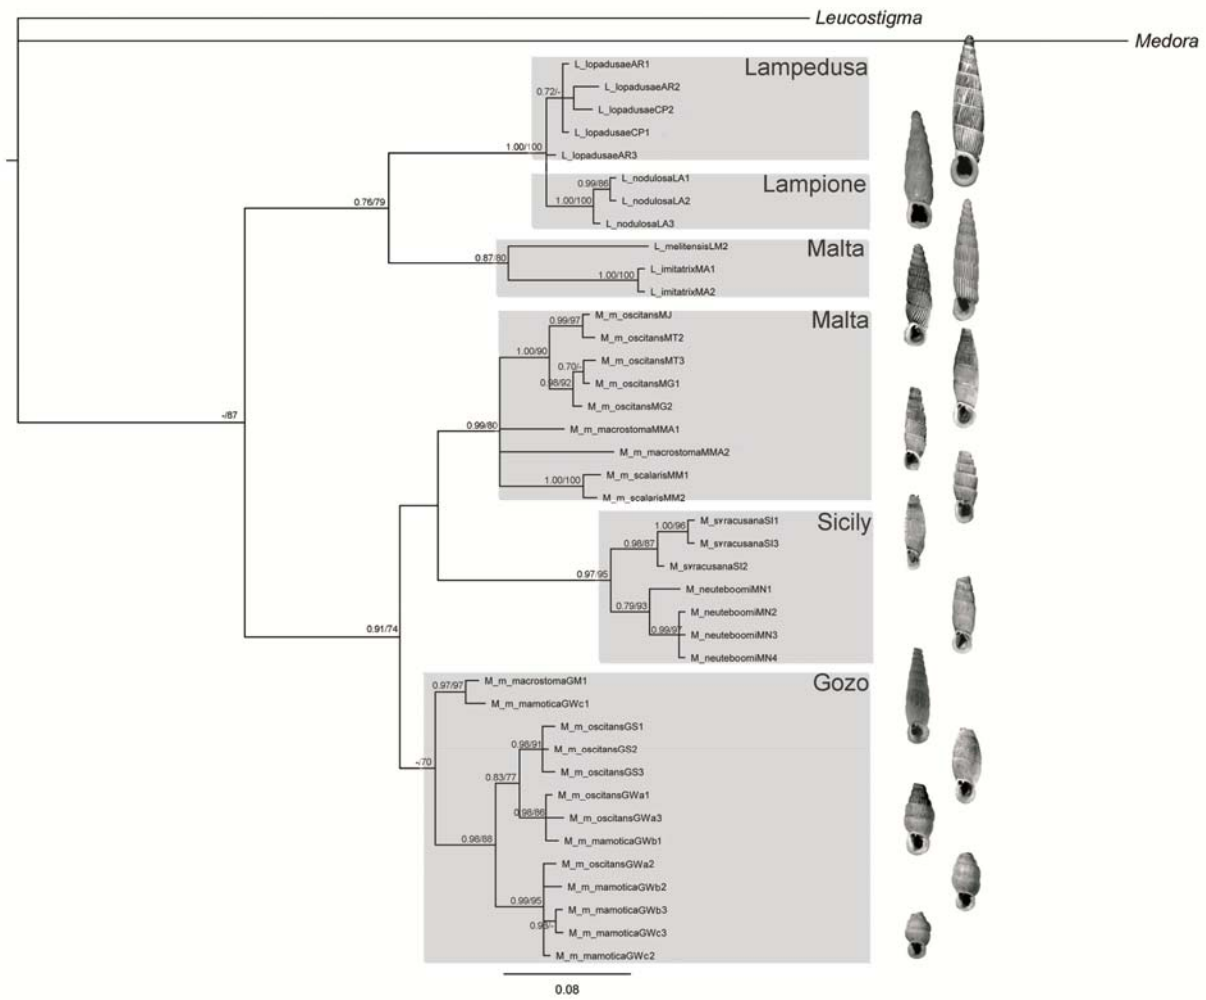 Leucostigma
Medora
Lampedusa
L_lopadusaeAR1
L_lopadusaeAR2
0.72/-
L_lopadusaeCP2
L_lopadusaeCP1
1.00/100
L_lopadusaeAR3
Lampione
L_nodulosaLA1
0.99/86
L_nodulosaLA2
1.00/100
L_nodulosaLA3
0.76/79
Malta
L_melitensisLM2
0.87/80
L_imitatrixMA1
1.00/100
L_imitatrixMA2
Malta
M_m_oscitansMJ
0.99/97
M_m_oscitansMT2
1.00/90
M_m_oscitansMT3
0.70/-
M_m_oscitansMG1
0.98/92
M_m_oscitansMG2
-/87
0.99/80
M_m_macrostomaMMA1
M_m_macrostomaMMA2
M_m_scalarisMM1
1.00/100
M_m_scalarisMM2
Sicily
M_syracusanaSI1
1.00/96
M_syracusanaSI3
0.98/87
M_syracusanaSI2
0.97/95
M_neuteboomiMN1
0.79/93
M_neuteboomiMN2
0.99/97
M_neuteboomiMN3
M_neuteboomiMN4
0.91/74
Gozo
M_m_macrostomaGM1
0.97/97
M_m_mamoticaGWc1
M_m_oscitansGS1
0.98/91
M_m_oscitansGS2
-/70
M_m_oscitansGS3
0.83/77
M_m_oscitansGWa1
0.98/86
M_m_oscitansGWa3
M_m_mamoticaGWb1
0.98/88
M_m_oscitansGWa2
M_m_mamoticaGWb2
0.99/95
M_m_mamoticaGWb3
0.98/-
M_m_mamoticaGWc3
M_m_mamoticaGWc2
0.08